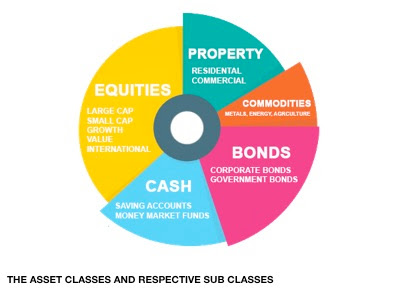 PROPERTY
RESIDENTAL
COMMERCIAL
EQUITIES
LARGE CAP
SMALL CAP
GROWTH
VALUE
INTERNATIONAL
COMMODITIES
METALS, ENERGY, AGRCULTURE
BONDS
CORPORATE BONDS
GOVERNMENT BONDS
CASH
SAVING ACCOUNTS
MONEY MARKET FUNDS
THE ASSET CLASSES AND RESPECTIVE SUB CLASSES